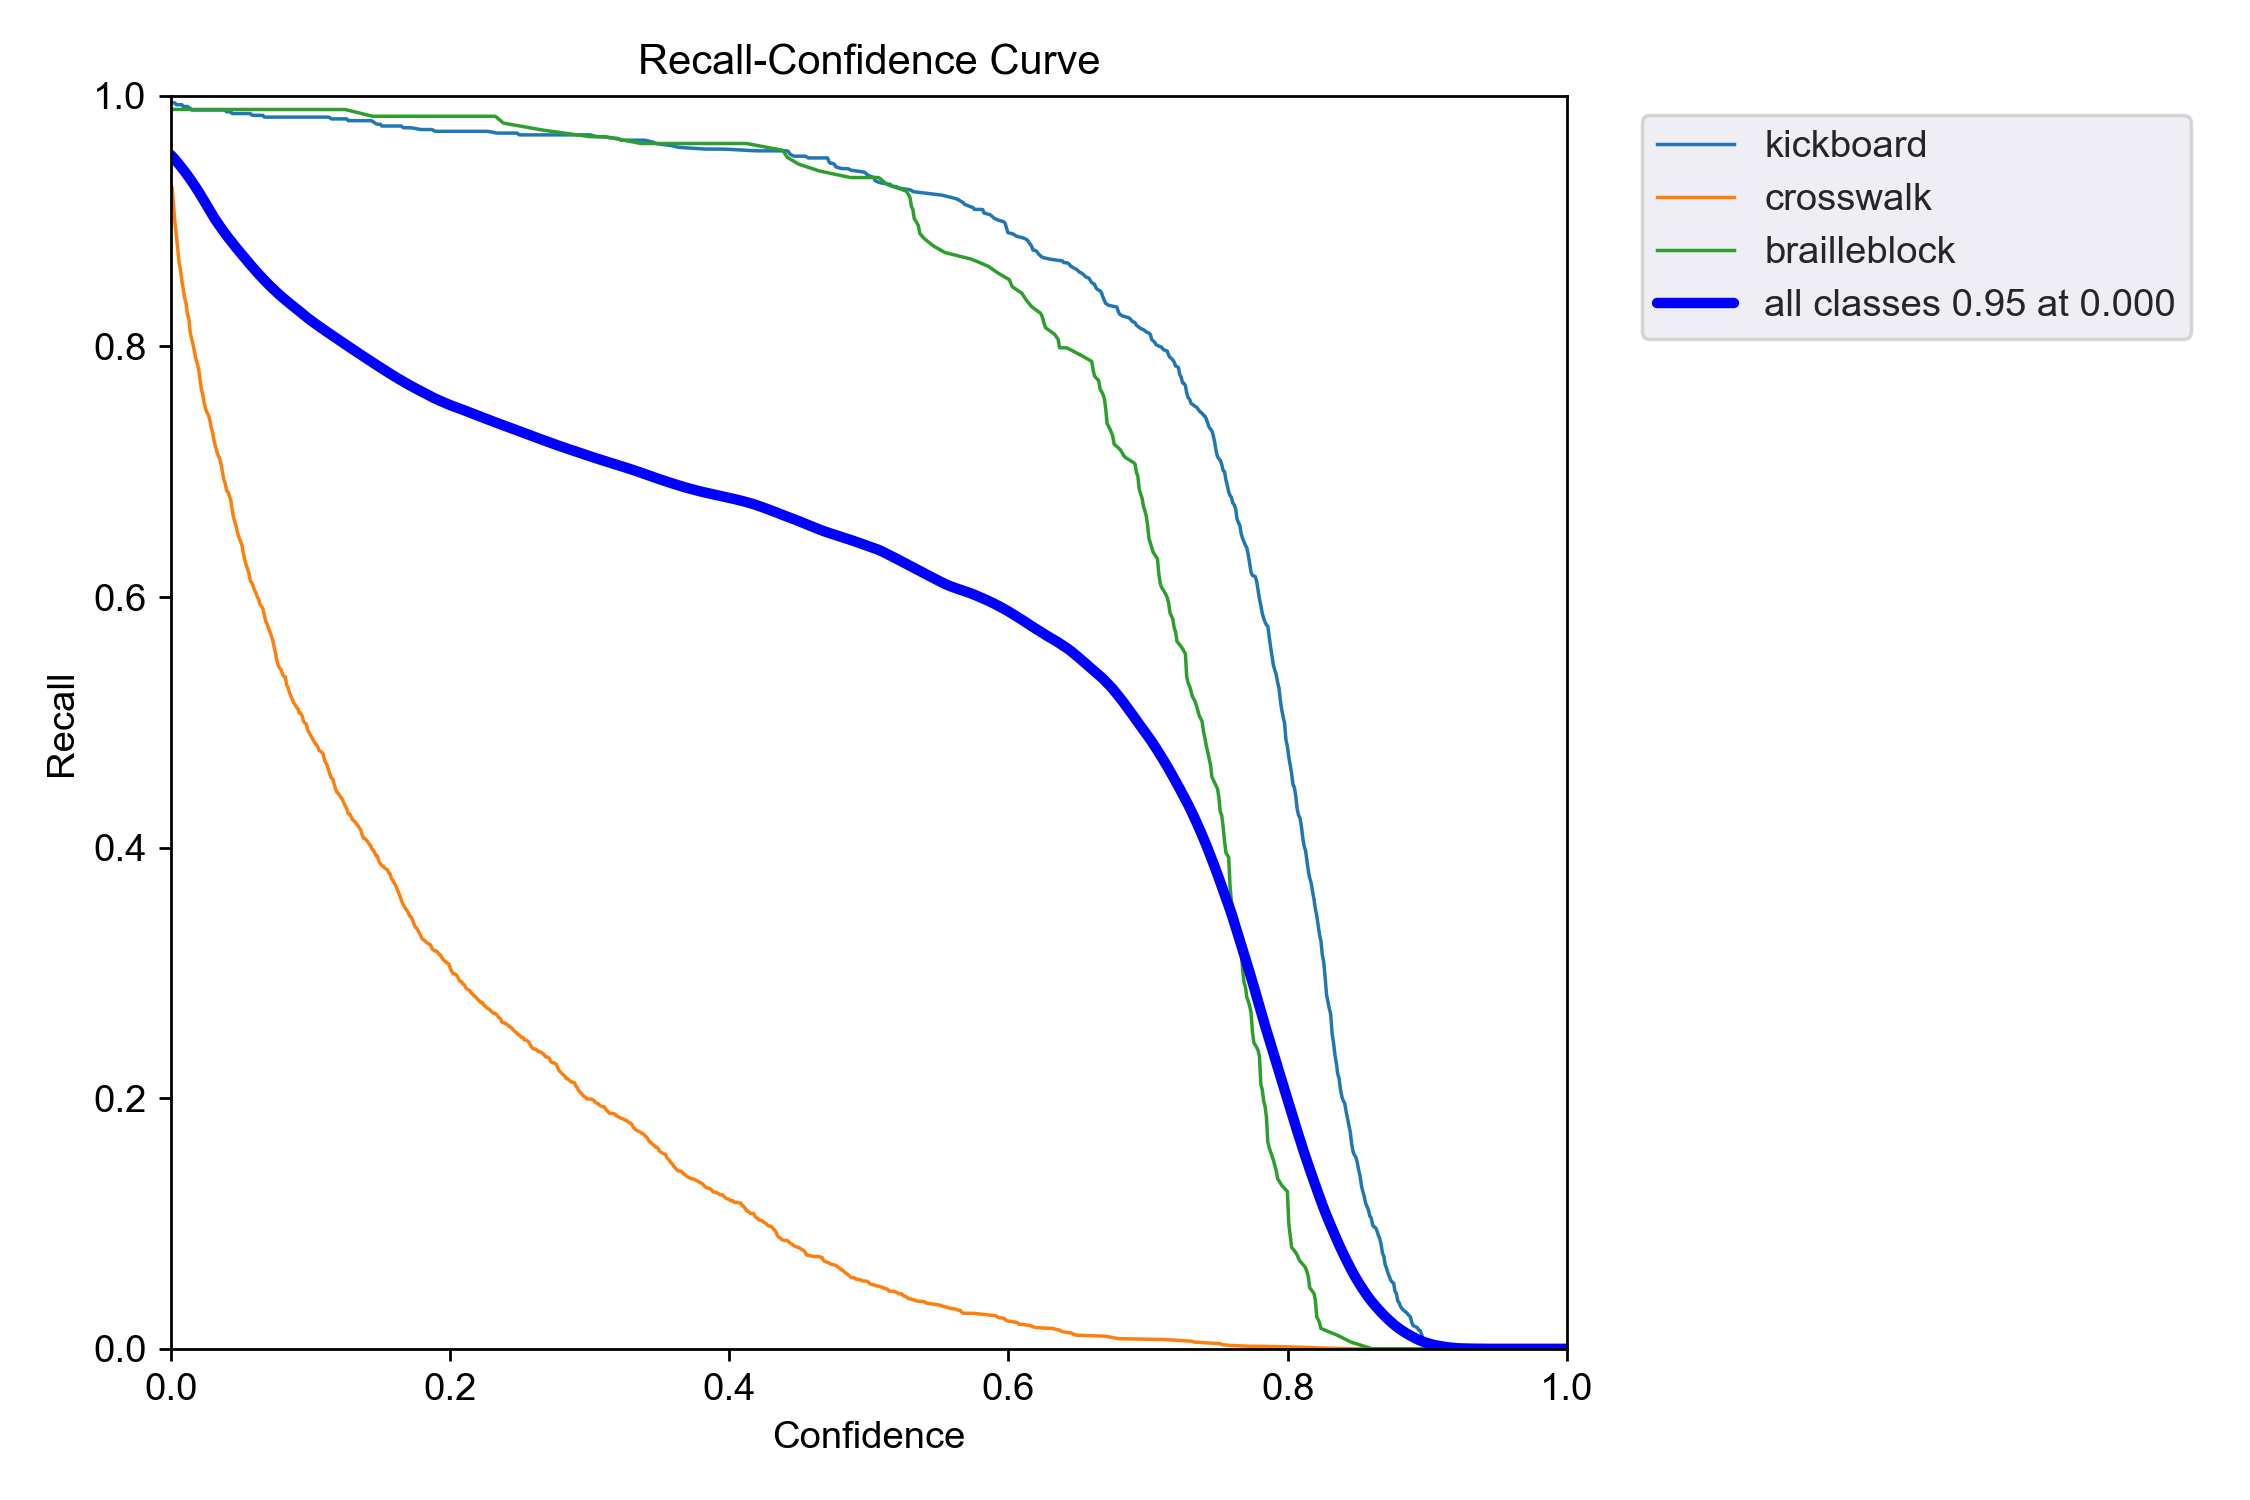 Recall-Confidence Curve
1.0
0.8
0.6
0.4
0.2
0.0
Recall
0.0 0.2 0.4 0.6 0.8 1.0
Confidence
kickboard
crosswalk
brailleblock
all classes 0.95 at 0.000